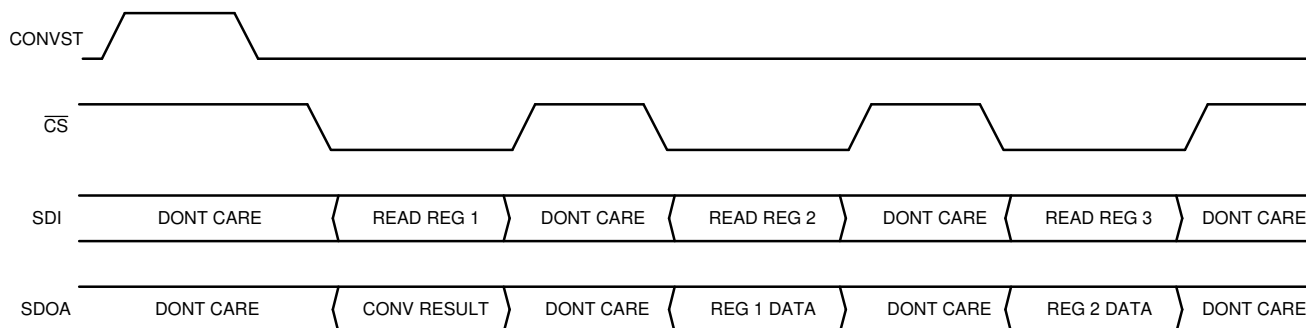 CONVST
CS
SDI DONT CARE READ REG 1 DONT CARE READ REG 2 DONT CARE READ REG 3 DONT CARE
SDOA DONT CARE CONV RESULT DONT CARE REG 1 DATA DONT CARE REG 2 DATA DONT CARE